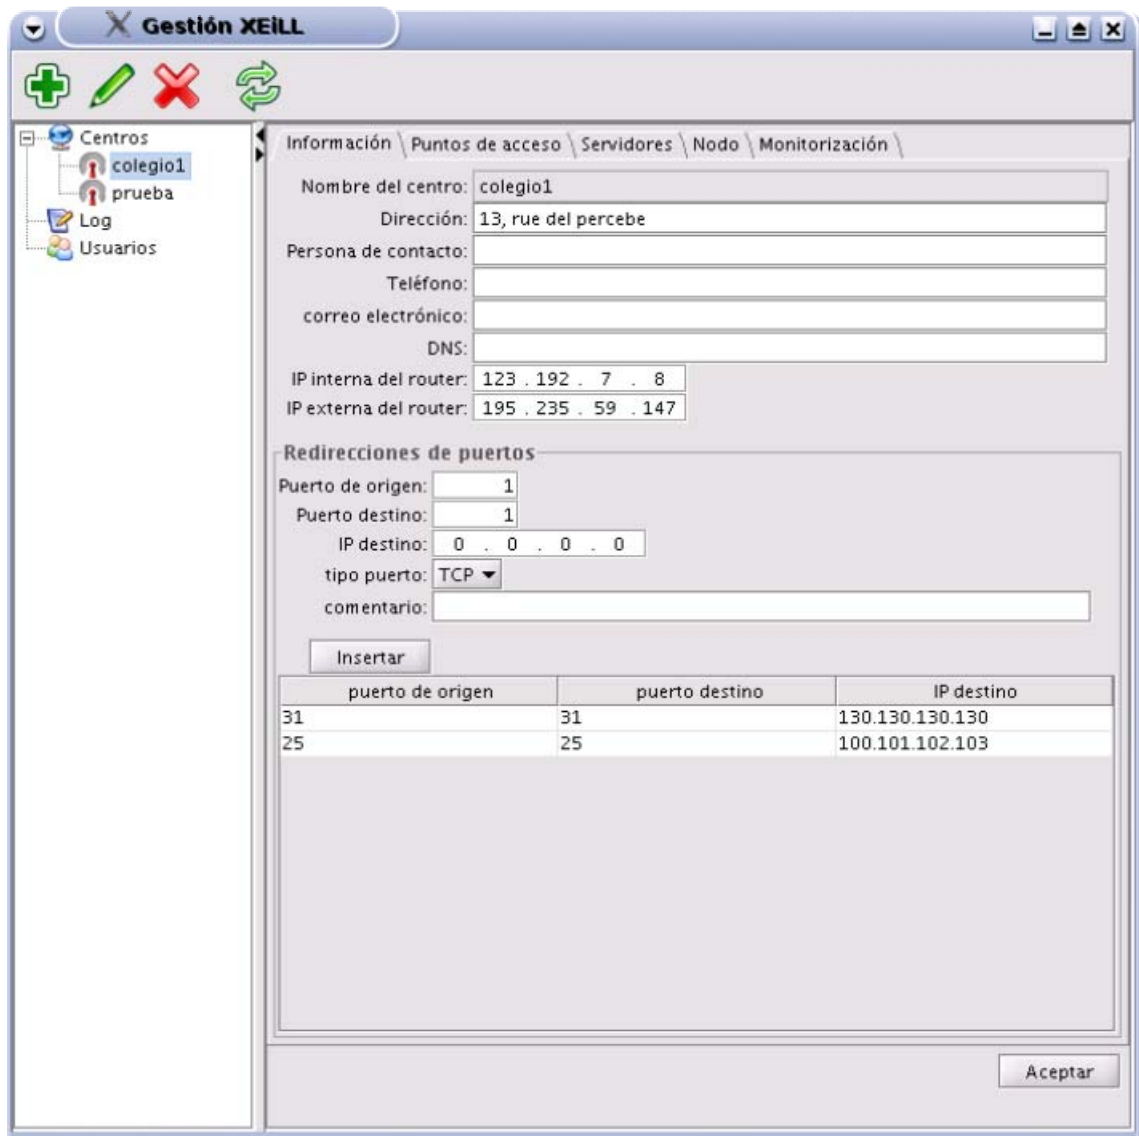 Gestión XEiLL
Centros
colegio1
prueba
Log
Usuarios
Información Puntos de acceso Servidores Nodo Monitorización
Nombre del centro: colegio1
Dirección: 13, rue del percebe
Persona de contacto:
Teléfono:
correo electrónico:
DNS:
IP interna del router: 123 . 192 . 7 . 8
IP externa del router: 195 . 235 . 59 . 147
Redirecciones de puertos
Puerto de origen: 1
Puerto destino: 1
IP destino: 0 . 0 . 0 . 0
tipo puerto: TCP
comentario:
Insertar
puerto de origen puerto destino IP destino
31 31 130.130.130.130
25 25 100.101.102.103
Aceptar